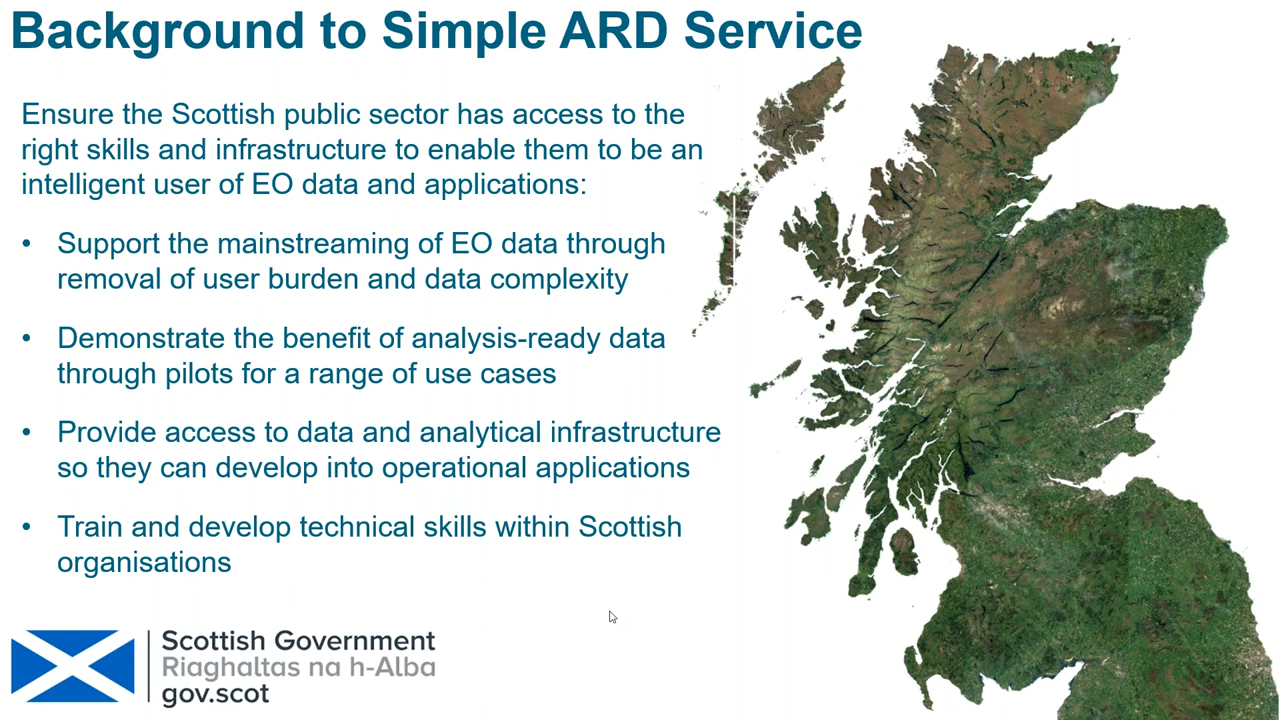 Background to Simple ARD Service
Ensure the Scottish public sector has access to the
right skills and infrastructure to enable them to be an
intelligent user of EO data and applications:
• Support the mainstreaming of EO data through
removal of user burden and data complexity
• Demonstrate the benefit of analysis-ready data
through pilots for a range of use cases
• Provide access to data and analytical infrastructure
so they can develop into operational applications
• Train and develop technical skills within Scottish
organisations
Scottish Government
Riaghaltas na h-Alba
gov.scot